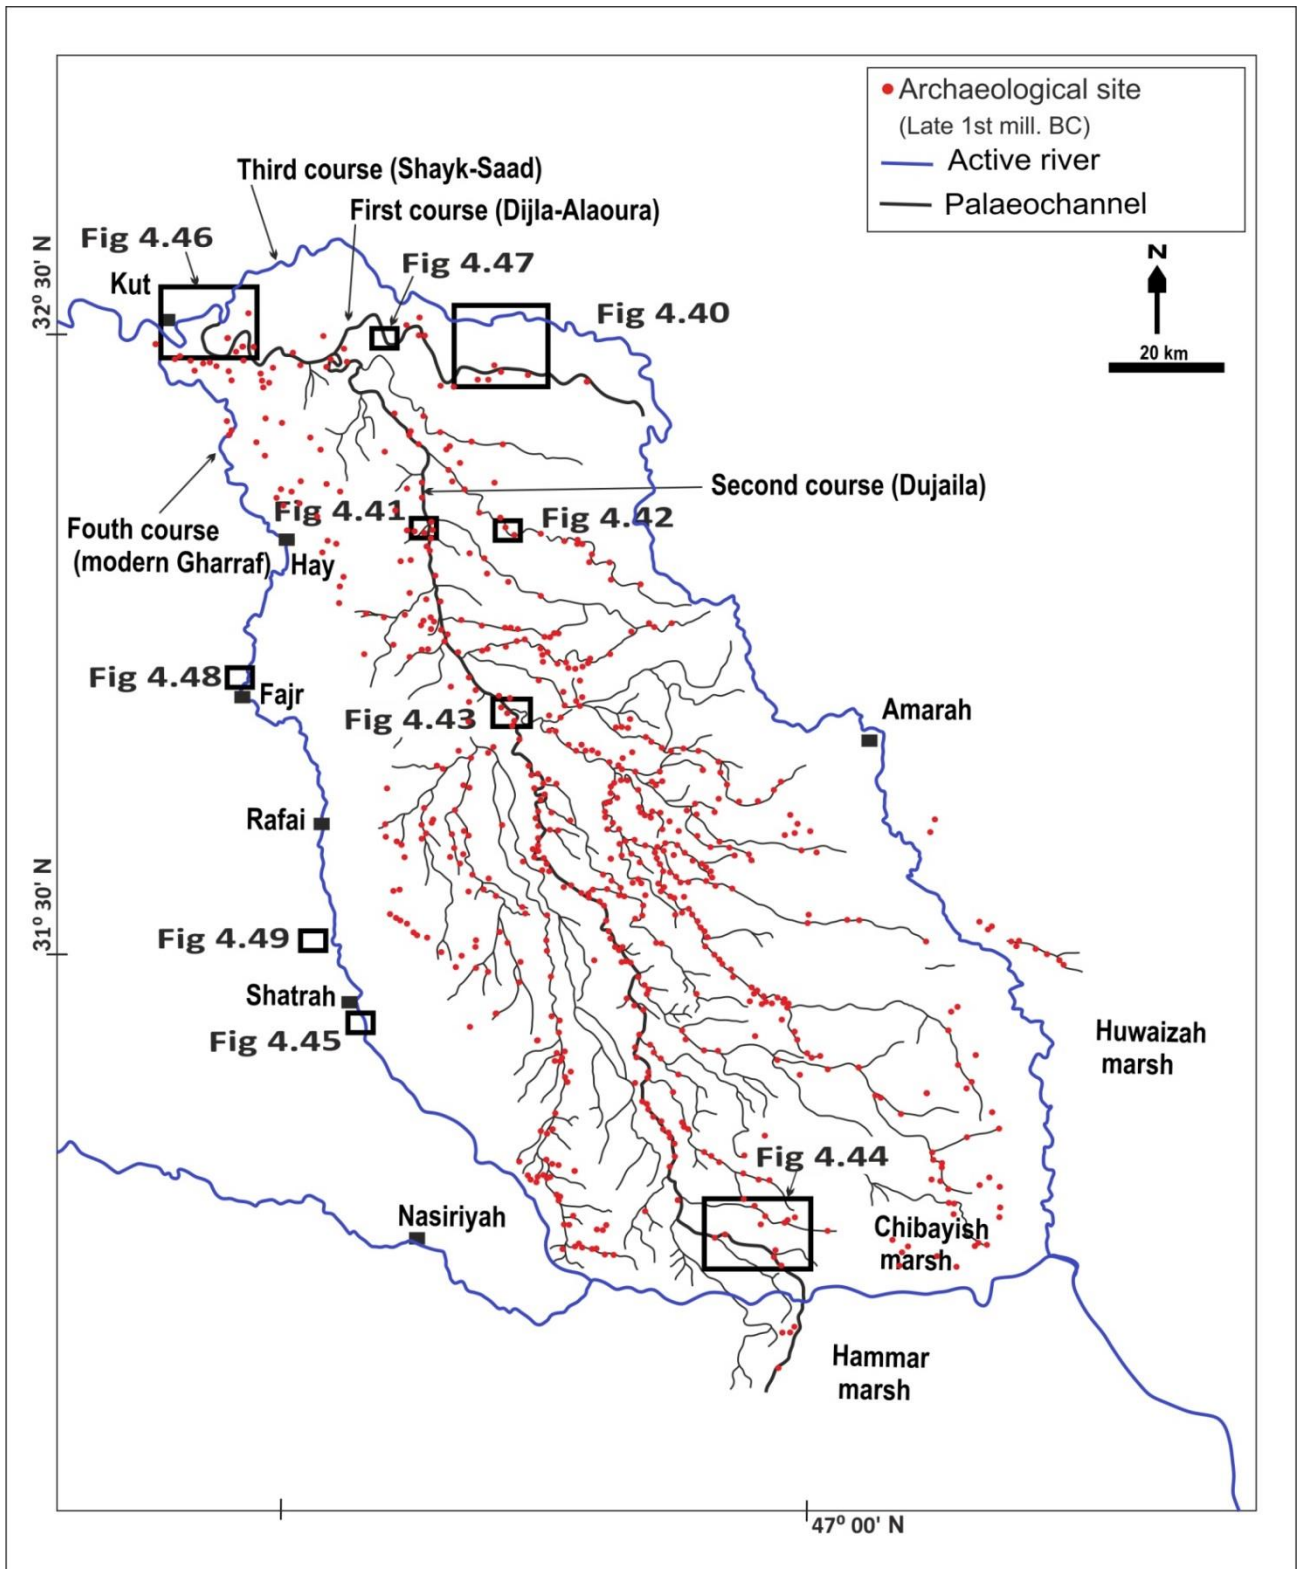 Archaeological site
(Late 1st mill. BC)
Active river
Palaeochannel
Third course (Shayk-Saad)
First course (Dijla-Alaoura)
Fig 4.46
Fig 4.47
Kut
Fig 4.40
N
20 km
32⁰ 30' N
Second course (Dujaila)
Fig 4.41
Fig 4.42
Fouth course
(modern Gharraf)
Hay
Fig 4.48
Fajr
Fig 4.43
Amarah
Rafai
31⁰ 30' N
Fig 4.49
Shatrah
Fig 4.45
Huwaizah
marsh
Fig 4.44
Nasiriyah
Chibayish
marsh
Hammar
marsh
47⁰ 00' N